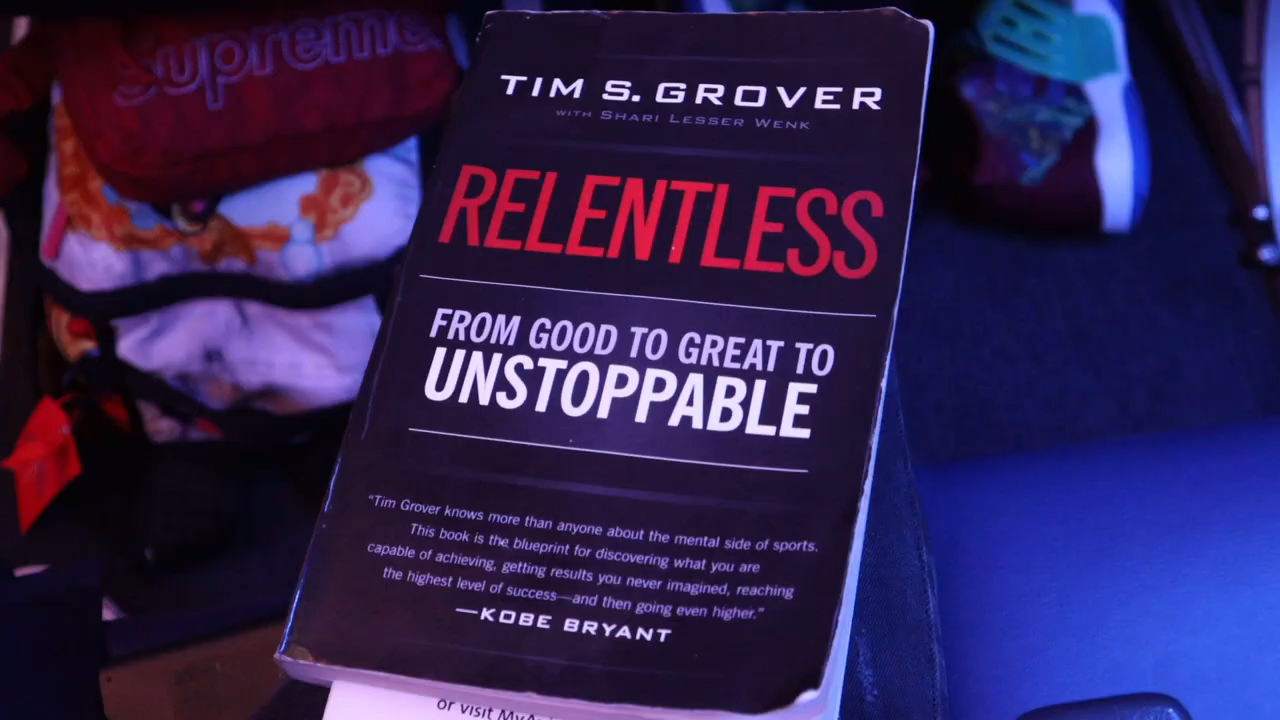 Supreme
TIM S. GROVER
WITH SHARI LESSER WENK
RELENTLESS
FROM GOOD TO GREAT TO
UNSTOPPABLE
“Tim Grover knows more than anyone about the mental side of sports.
This book is the blueprint for discovering what you are
capable of achieving, getting results you never imagined, reaching
the highest level of success—and then going even higher.”
—KOBE BRYANT
or visit